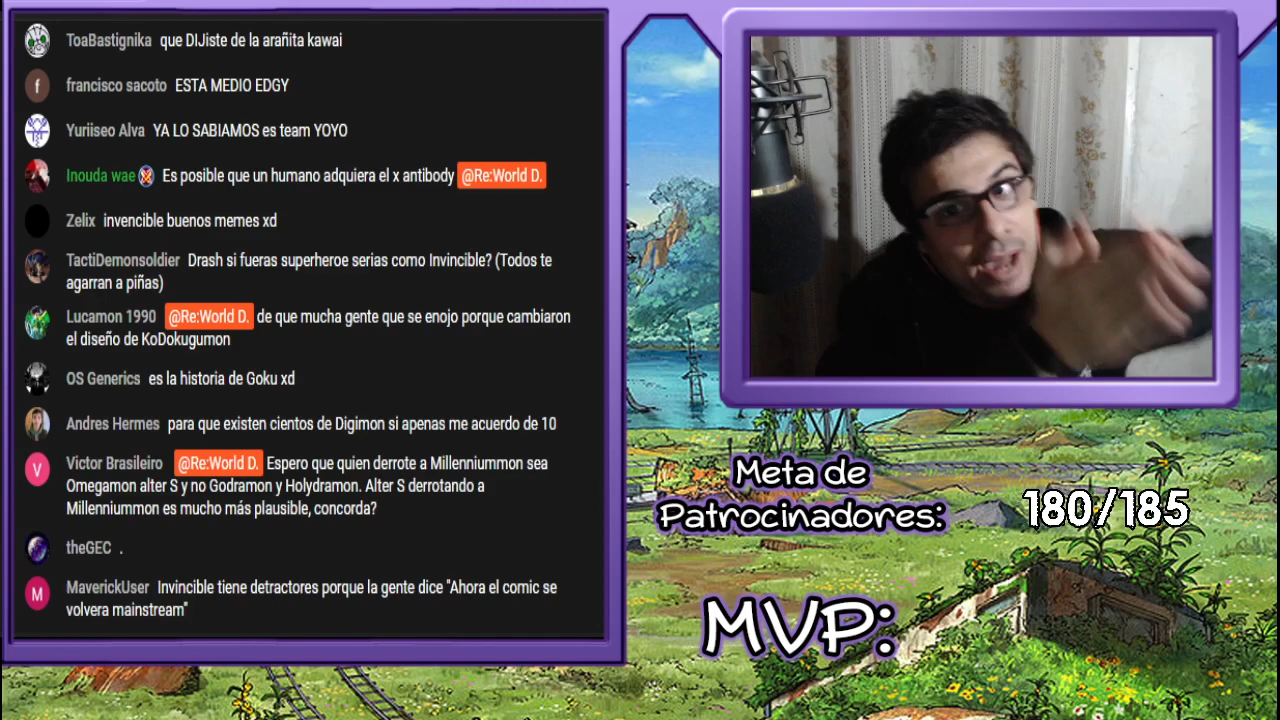 ToaBastignika que DIJiste de la arañita kawai
f francisco sacoto ESTA MEDIO EDGY
Yuriiseo Alva YA LO SABIAMOS es team YOYO
Inouda wae Es posible que un humano adquiera el x antibody @Re:World D.
Zelix invencible buenos memes xd
TactiDemonsoldier Drash si fueras superheroe serias como Invincible? (Todos te
agarran a piñas)
Lucamon 1990 @Re:World D. de que mucha gente que se enojo porque cambiaron
el diseño de KoDokugumon
OS Generics es la historia de Goku xd
Andres Hermes para que existen cientos de Digimon si apenas me acuerdo de 10
V Victor Brasileiro @Re:World D. Espero que quien derrote a Millenniummon sea
Omegamon alter S y no Godramon y Holydramon. Alter S derrotando a
Millenniummon es mucho más plausible, concorda?
theGEC .
M MaverickUser Invincible tiene detractores porque la gente dice "Ahora el comic se
volvera mainstream"
Meta de
Patrocinadores:
180/185
MVP: